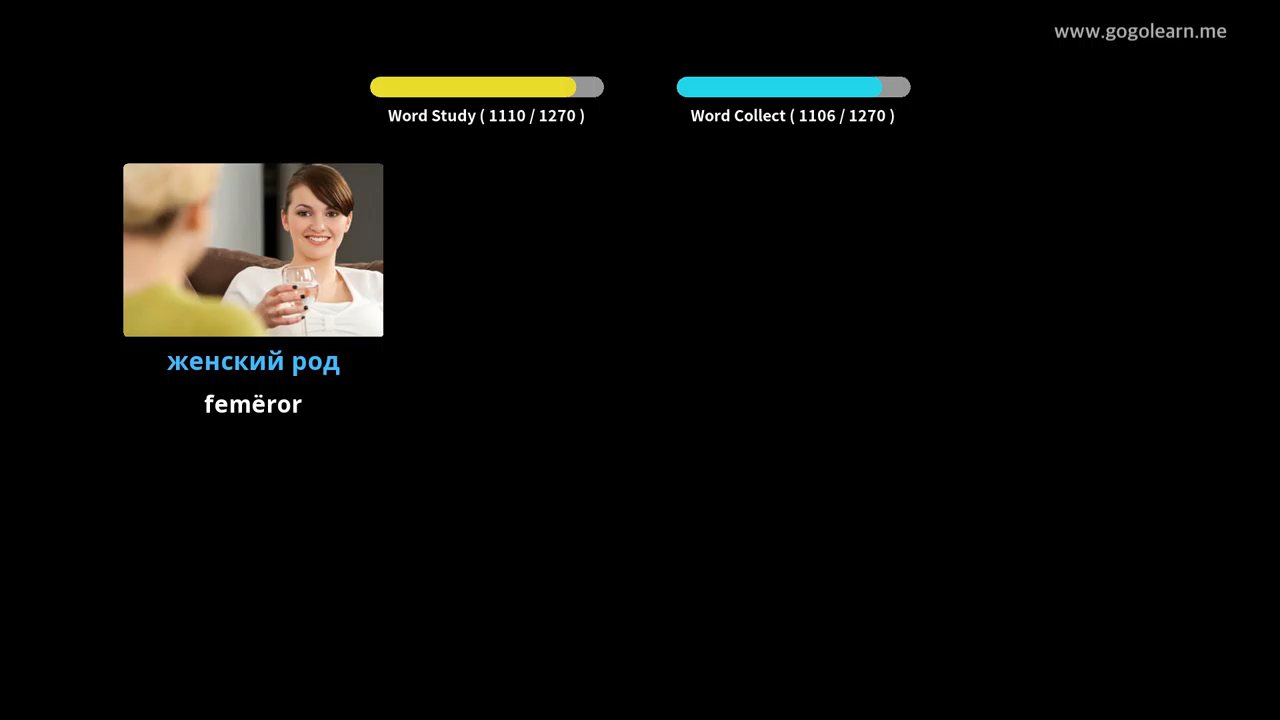 www.gogolearn.me
Word Study ( 1110 / 1270 )
Word Collect ( 1106 / 1270 )
женский род
femëror